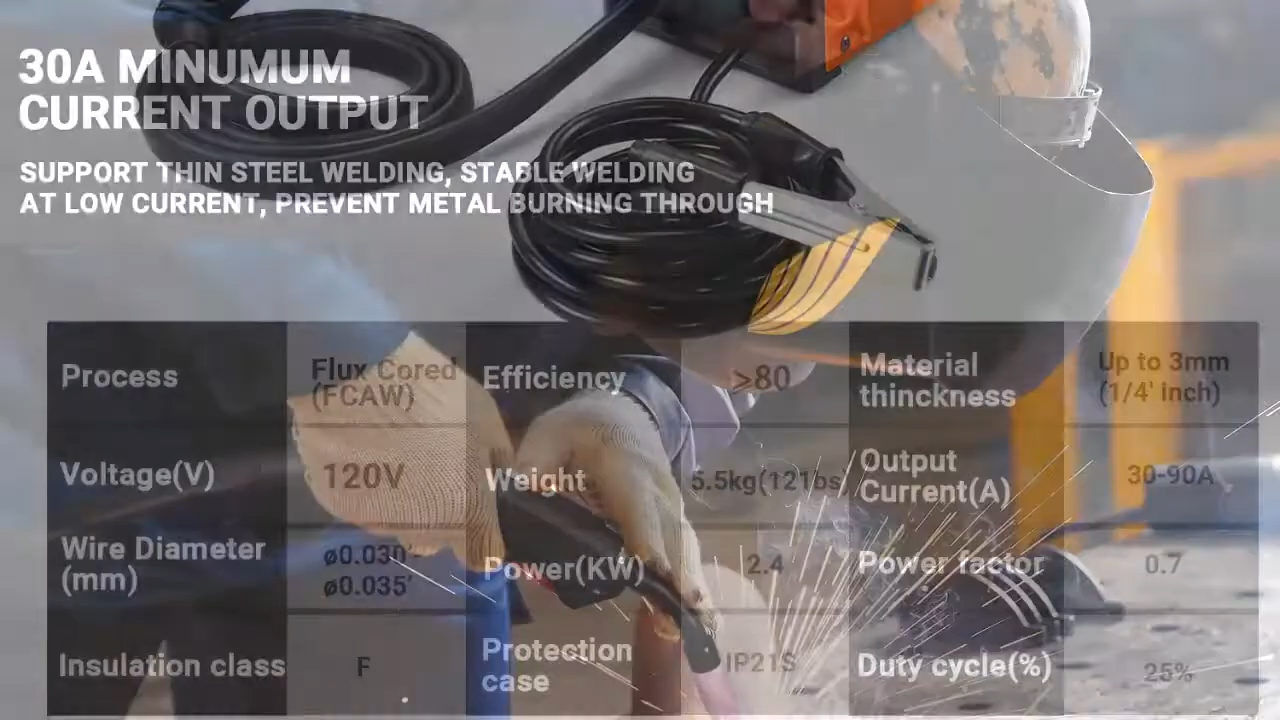 30A MINUMUM
CURRENT OUTPUT
SUPPORT THIN STEEL WELDING, STABLE WELDING
AT LOW CURRENT, PREVENT METAL BURNING THROUGH
Process
Flux Cored
(FCAW)
Efficiency
>80
Material
thinckness
Up to 3mm
(1/4' Inch)
Voltage(V)
120V
Weight
5.5kg(121bs)
Output
Current(A)
30-90A
Wire Diameter
(mm)
ø0.030'
ø0.035'
Power(KW)
2.4
Power factor
0.7
Insulation class
F
Protection
case
IP21S
Duty cycle(%)
25%